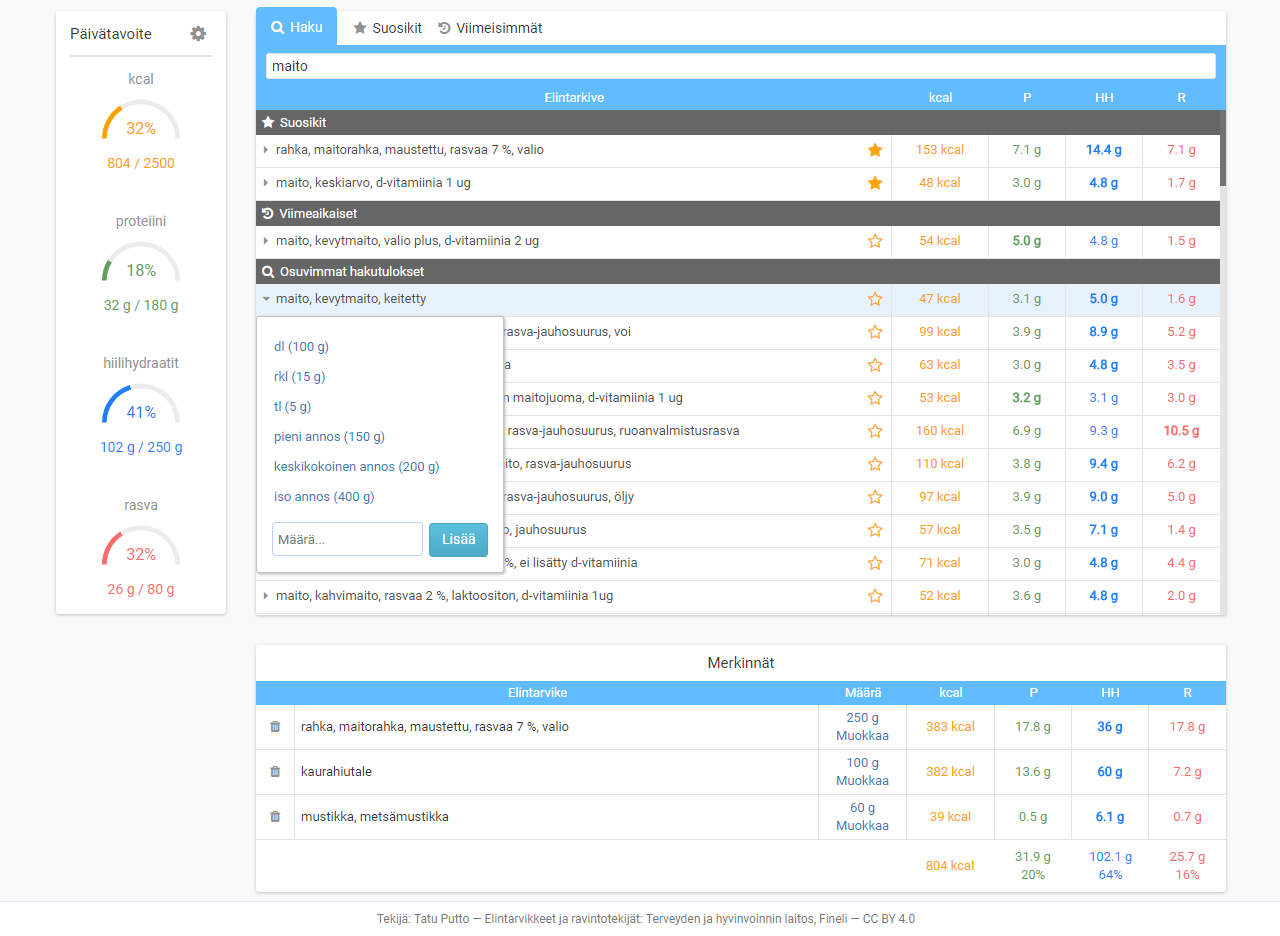 Päivätavoite
kcal
32%
804 / 2500
proteiini
18%
32 g / 180 g
hiilihydraatit
41%
102 g / 250 g
rasva
32%
26 g / 80 g
Haku Suosikit Viimeisimmät
maito
Elintarkive kcal P HH R
Suosikit
rahka, maitorahka, maustettu, rasvaa 7 %, valio 153 kcal 7.1 g 14.4 g 7.1 g
maito, keskiarvo, d-vitamiinia 1 ug 48 kcal 3.0 g 4.8 g 1.7 g
Viimeaikaiset
maito, kevytmaito, valio plus, d-vitamiinia 2 ug 54 kcal 5.0 g 4.8 g 1.5 g
Osuvimmat hakutulokset
maito, kevytmaito, keitetty 47 kcal 3.1 g 5.0 g 1.6 g
rasva-jauhosuurus, voi 99 kcal 3.9 g 8.9 g 5.2 g
a 63 kcal 3.0 g 4.8 g 3.5 g
n maitojuoma, d-vitamiinia 1 ug 53 kcal 3.2 g 3.1 g 3.0 g
rasva-jauhosuurus, ruoanvalmistusrasva 160 kcal 6.9 g 9.3 g 10.5 g
ito, rasva-jauhosuurus 110 kcal 3.8 g 9.4 g 6.2 g
rasva-jauhosuurus, öljy 97 kcal 3.9 g 9.0 g 5.0 g
o, jauhosuurus 57 kcal 3.5 g 7.1 g 1.4 g
%, ei lisätty d-vitamiinia 71 kcal 3.0 g 4.8 g 4.4 g
maito, kahvimaito, rasvaa 2 %, laktoositon, d-vitamiinia 1ug 52 kcal 3.6 g 4.8 g 2.0 g
dl (100 g)
rkl (15 g)
tl (5 g)
pieni annos (150 g)
keskikokoinen annos (200 g)
iso annos (400 g)
Määrä... Lisää
Merkinnät
Elintarvike Määrä kcal P HH R
rahka, maitorahka, maustettu, rasvaa 7 %, valio 250 g Muokkaa 383 kcal 17.8 g 36 g 17.8 g
kaurahiutale 100 g Muokkaa 382 kcal 13.6 g 60 g 7.2 g
mustikka, metsämustikka 60 g Muokkaa 39 kcal 0.5 g 6.1 g 0.7 g
804 kcal 31.9 g 102.1 g 25.7 g
20% 64% 16%
Tekijä: Tatu Putto — Elintarvikkeet ja ravintotekijät: Terveyden ja hyvinvoinnin laitos, Fineli — CC BY 4.0